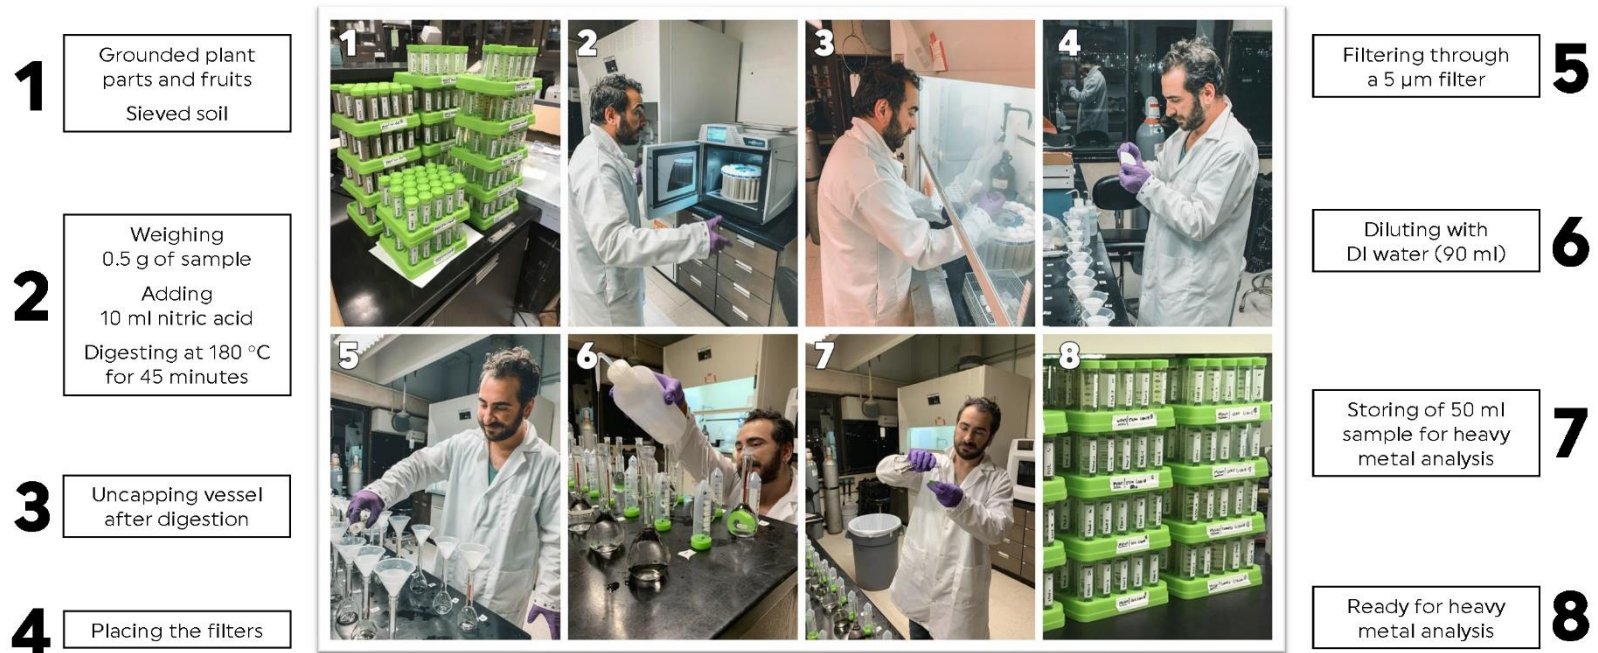 1
Grounded plant
parts and fruits
Sieved soil
2
Weighing
0.5 g of sample
Adding
10 ml nitric acid
Digesting at 180 °C
for 45 minutes
3
Uncapping vessel
after digestion
4
Placing the filters
1
2
3
4
5
6
7
8
Filtering through
a 5 µm filter
5
Diluting with
DI water (90 ml)
6
Storing of 50 ml
sample for heavy
metal analysis
7
Ready for heavy
metal analysis
8